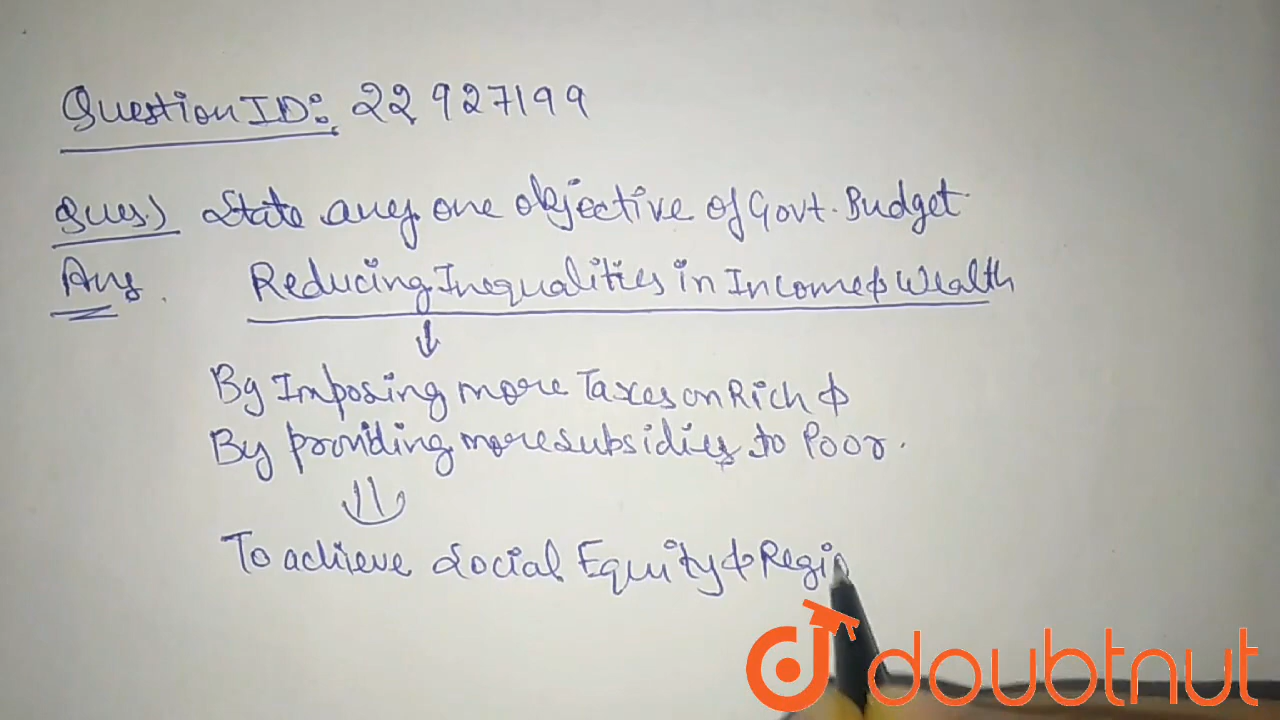 Question ID: 22927199
Ques) State any one objective of Govt. Budget.
Ans. Reducing Inequalities in Income & Wealth
By Imposing more Taxes on Rich &
By providing more subsidies to Poor.
To achieve Social Equity & Regio
doubtnut